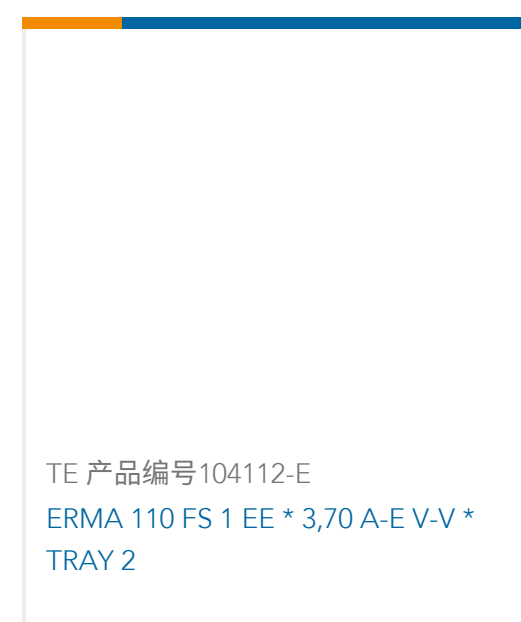 TE 产品编号104112-E
ERMA 110 FS 1 EE * 3,70 A-E V-V *
TRAY 2